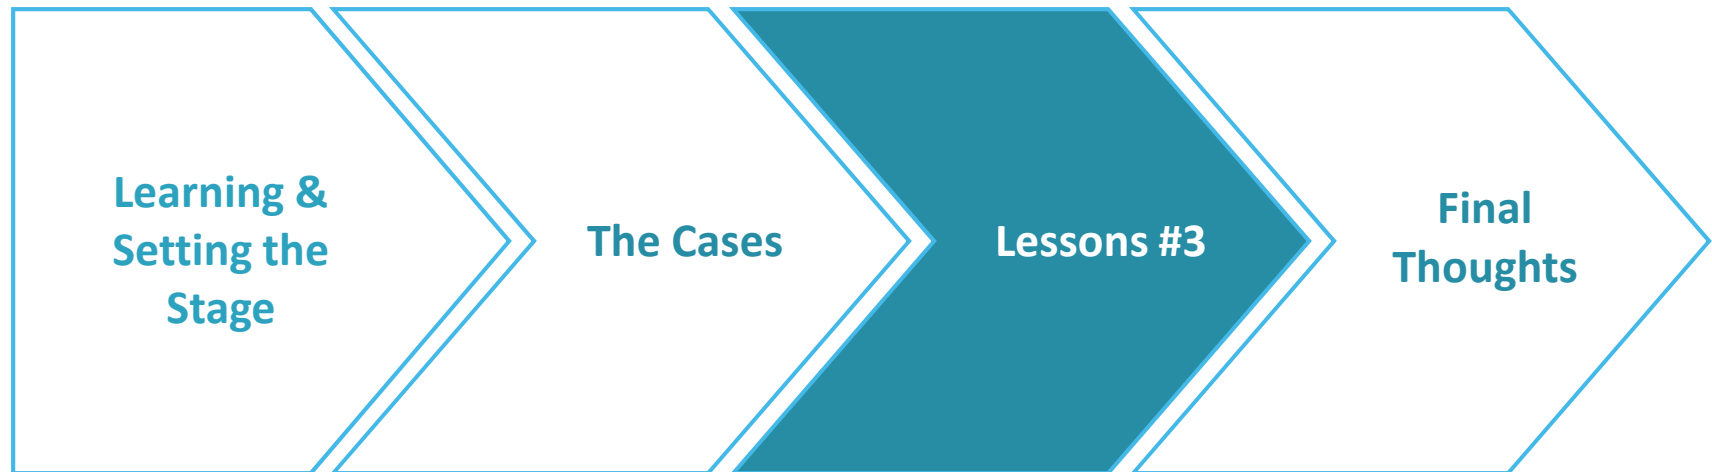 Learning &
Setting the
Stage
The Cases
Lessons #3
Final
Thoughts